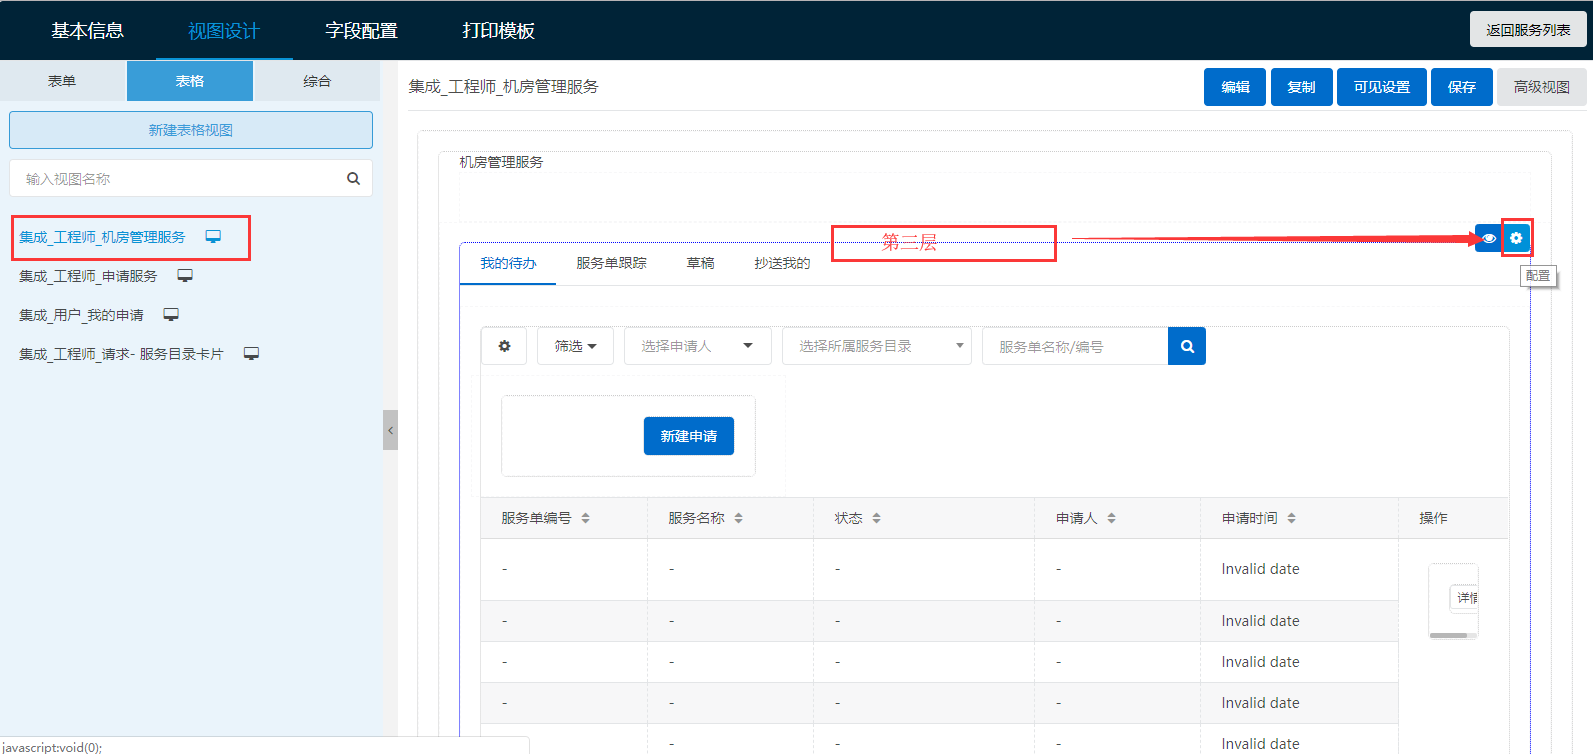 基本信息 视图设计 字段配置 打印模板 返回服务列表
表单 表格 综合
集成_工程师_机房管理服务 编辑 复制 可见设置 保存 高级视图
新建表格视图
输入视图名称
机房管理服务
集成_工程师_机房管理服务
集成_工程师_申请服务
集成_用户_我的申请
集成_工程师_请求- 服务目录卡片
第三层
我的待办 服务单跟踪 草稿 抄送我的
配置
筛选 选择申请人 选择所属服务目录 服务单名称/编号
新建申请
服务单编号 服务名称 状态 申请人 申请时间 操作
- - - - Invalid date
详情
- - - - Invalid date
- - - - Invalid date
- - - - Invalid date
- - - - Invalid date
javascript:void(0);